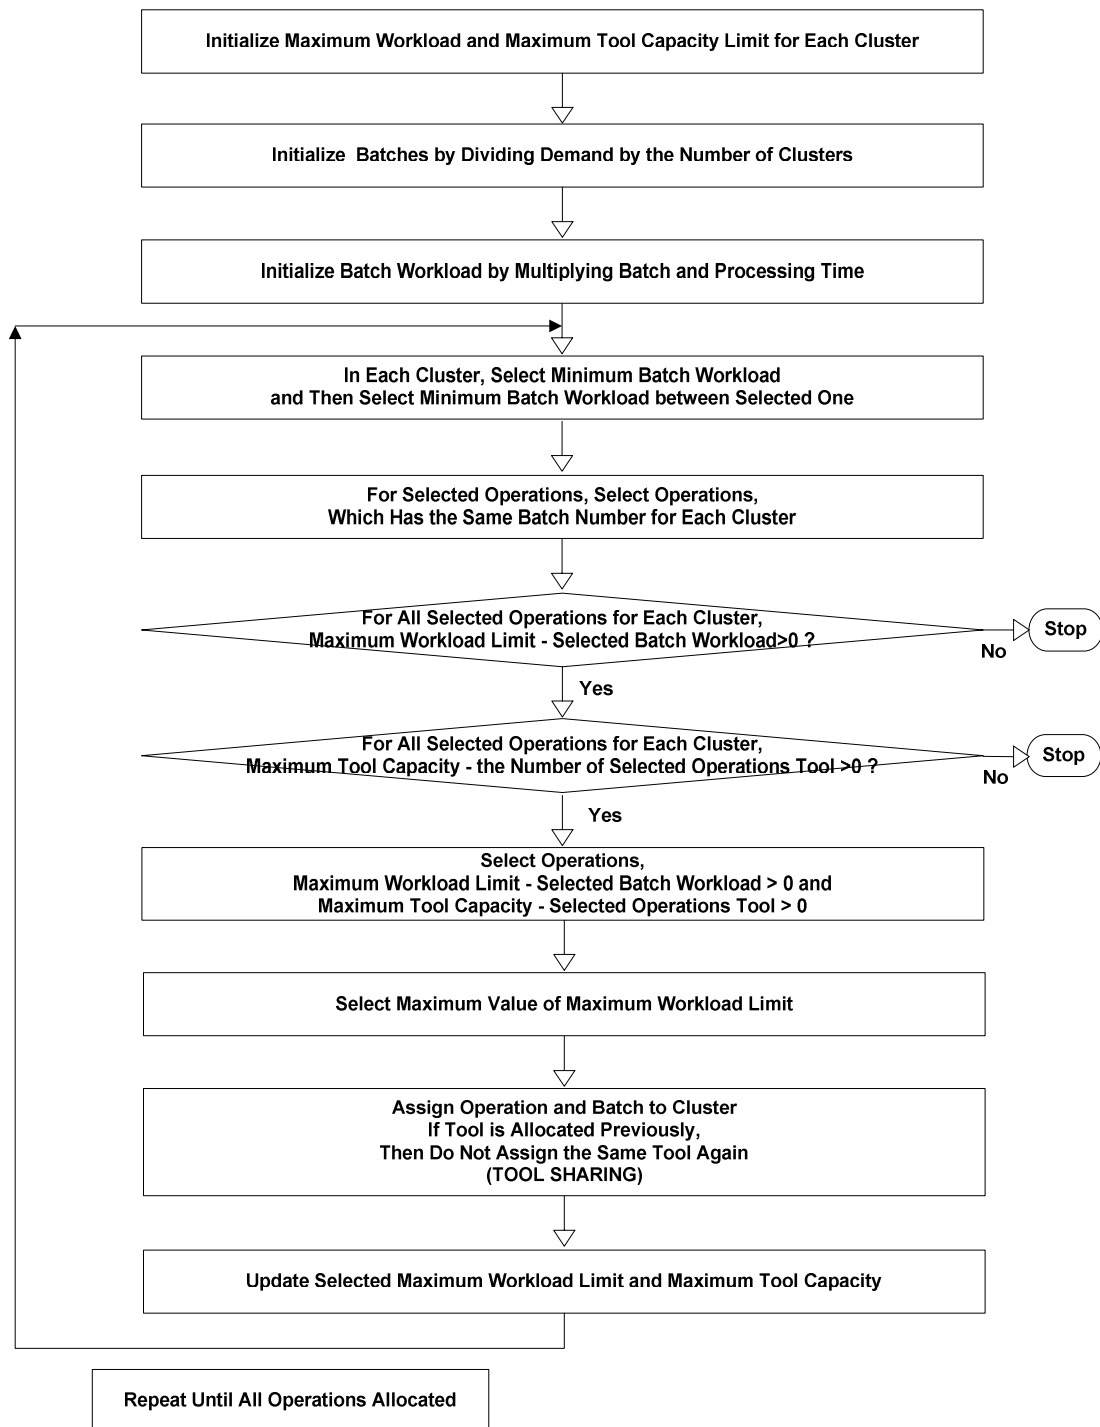 Initialize Maximum Workload and Maximum Tool Capacity Limit for Each Cluster
Initialize Batches by Dividing Demand by the Number of Clusters
Initialize Batch Workload by Multiplying Batch and Processing Time
In Each Cluster, Select Minimum Batch Workload
and Then Select Minimum Batch Workload between Selected One
For Selected Operations, Select Operations,
Which Has the Same Batch Number for Each Cluster
For All Selected Operations for Each Cluster,
Maximum Workload Limit - Selected Batch Workload>0 ?
Stop
No
Yes
For All Selected Operations for Each Cluster,
Maximum Tool Capacity - the Number of Selected Operations Tool >0 ?
Stop
No
Yes
Select Operations,
Maximum Workload Limit - Selected Batch Workload > 0 and
Maximum Tool Capacity - Selected Operations Tool > 0
Select Maximum Value of Maximum Workload Limit
Assign Operation and Batch to Cluster
If Tool is Allocated Previously,
Then Do Not Assign the Same Tool Again
(TOOL SHARING)
Update Selected Maximum Workload Limit and Maximum Tool Capacity
Repeat Until All Operations Allocated